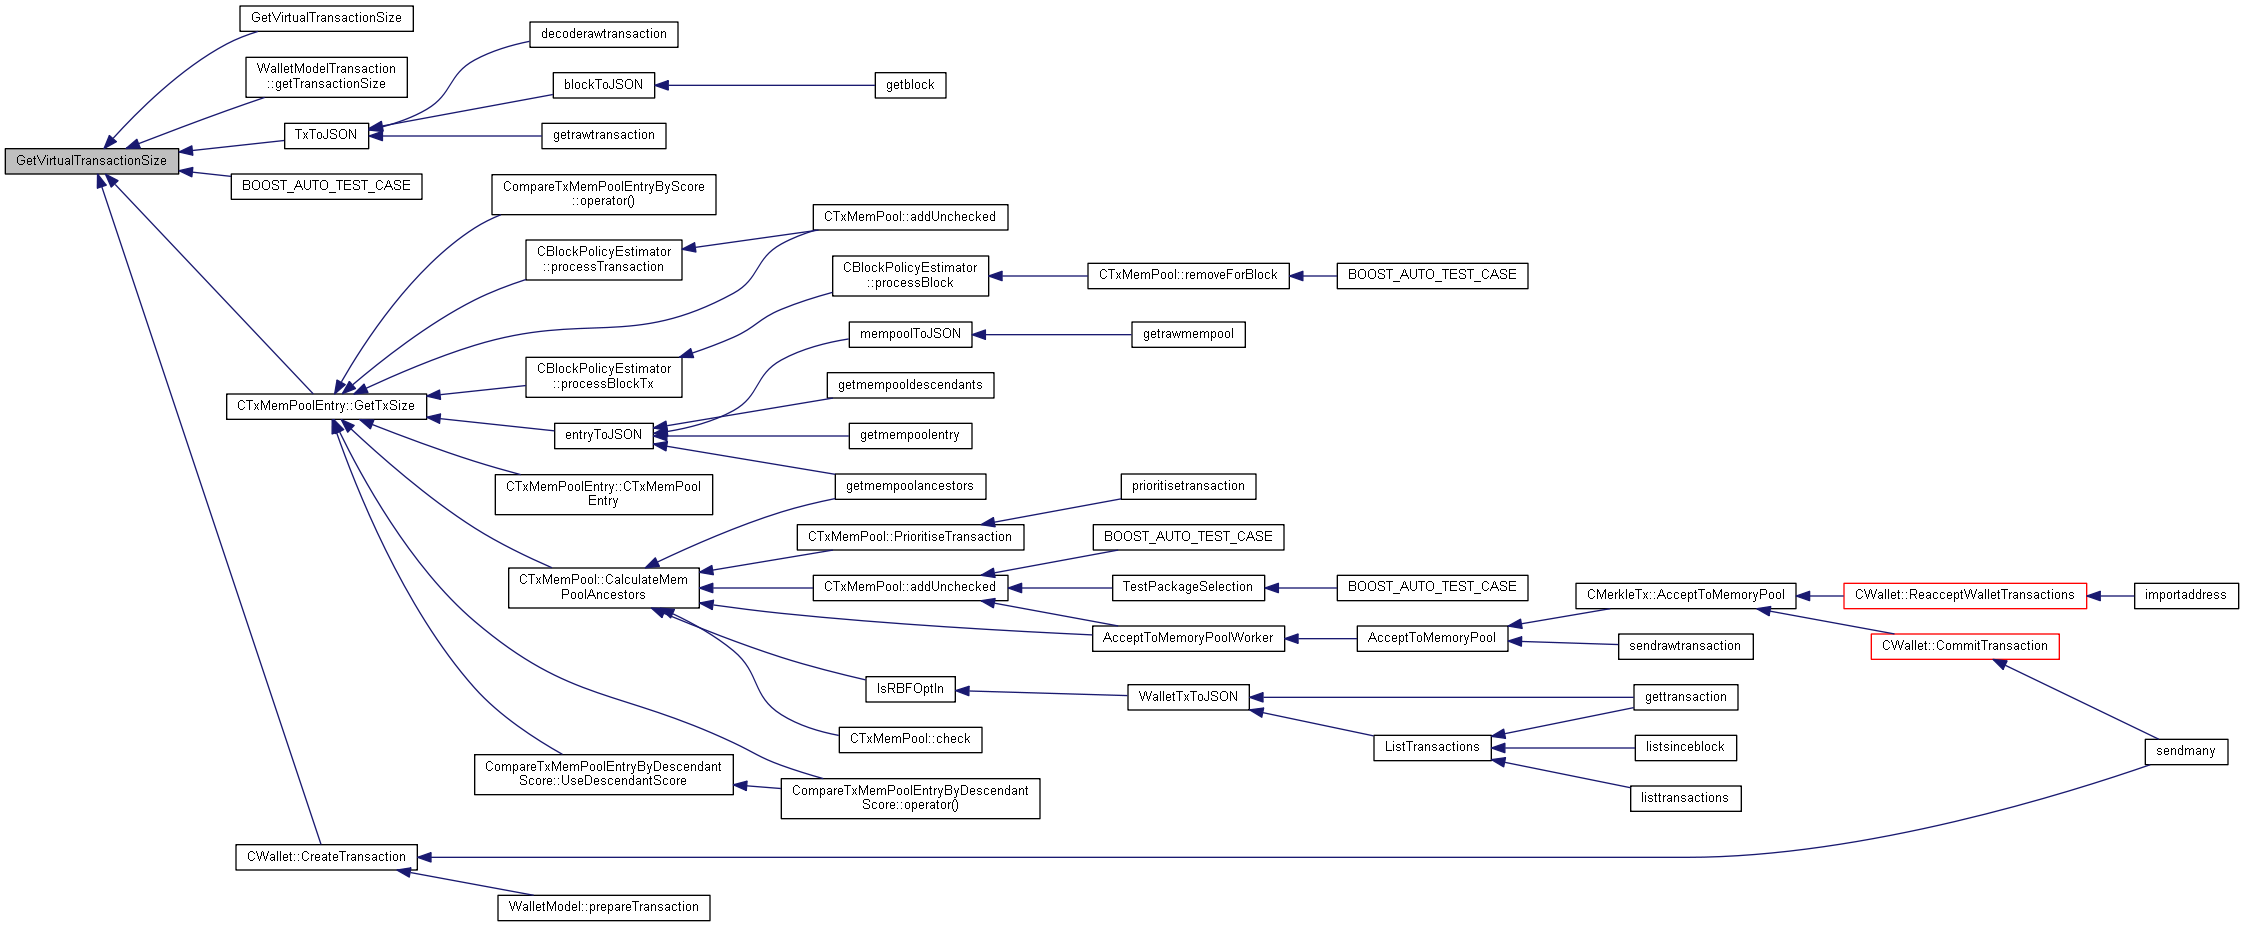 GetVirtualTransactionSize
WalletModelTransaction
::getTransactionSize
TxToJSON
decoderawtransaction
blockToJSON
getblock
getrawtransaction
GetVirtualTransactionSize
BOOST_AUTO_TEST_CASE
CompareTxMemPoolEntryByScore
::operator()
CTxMemPool::addUnchecked
CBlockPolicyEstimator
::processTransaction
CBlockPolicyEstimator
::processBlock
CTxMemPool::removeForBlock
BOOST_AUTO_TEST_CASE
mempoolToJSON
getrawmempool
CBlockPolicyEstimator
::processBlockTx
getmempooldescendants
CTxMemPoolEntry::GetTxSize
entryToJSON
getmempoolentry
CTxMemPoolEntry::CTxMemPool
Entry
getmempoolancestors
prioritisetransaction
CTxMemPool::PrioritiseTransaction
BOOST_AUTO_TEST_CASE
CTxMemPool::CalculateMem
PoolAncestors
CTxMemPool::addUnchecked
TestPackageSelection
BOOST_AUTO_TEST_CASE
CMerkleTx::AcceptToMemoryPool
CWallet::ReacceptWalletTransactions
importaddress
AcceptToMemoryPoolWorker
AcceptToMemoryPool
sendrawtransaction
CWallet::CommitTransaction
IsRBFOptIn
WalletTxToJSON
gettransaction
CTxMemPool::check
ListTransactions
listsinceblock
sendmany
CompareTxMemPoolEntryByDescendant
Score::UseDescendantScore
CompareTxMemPoolEntryByDescendant
Score::operator()
listtransactions
CWallet::CreateTransaction
WalletModel::prepareTransaction